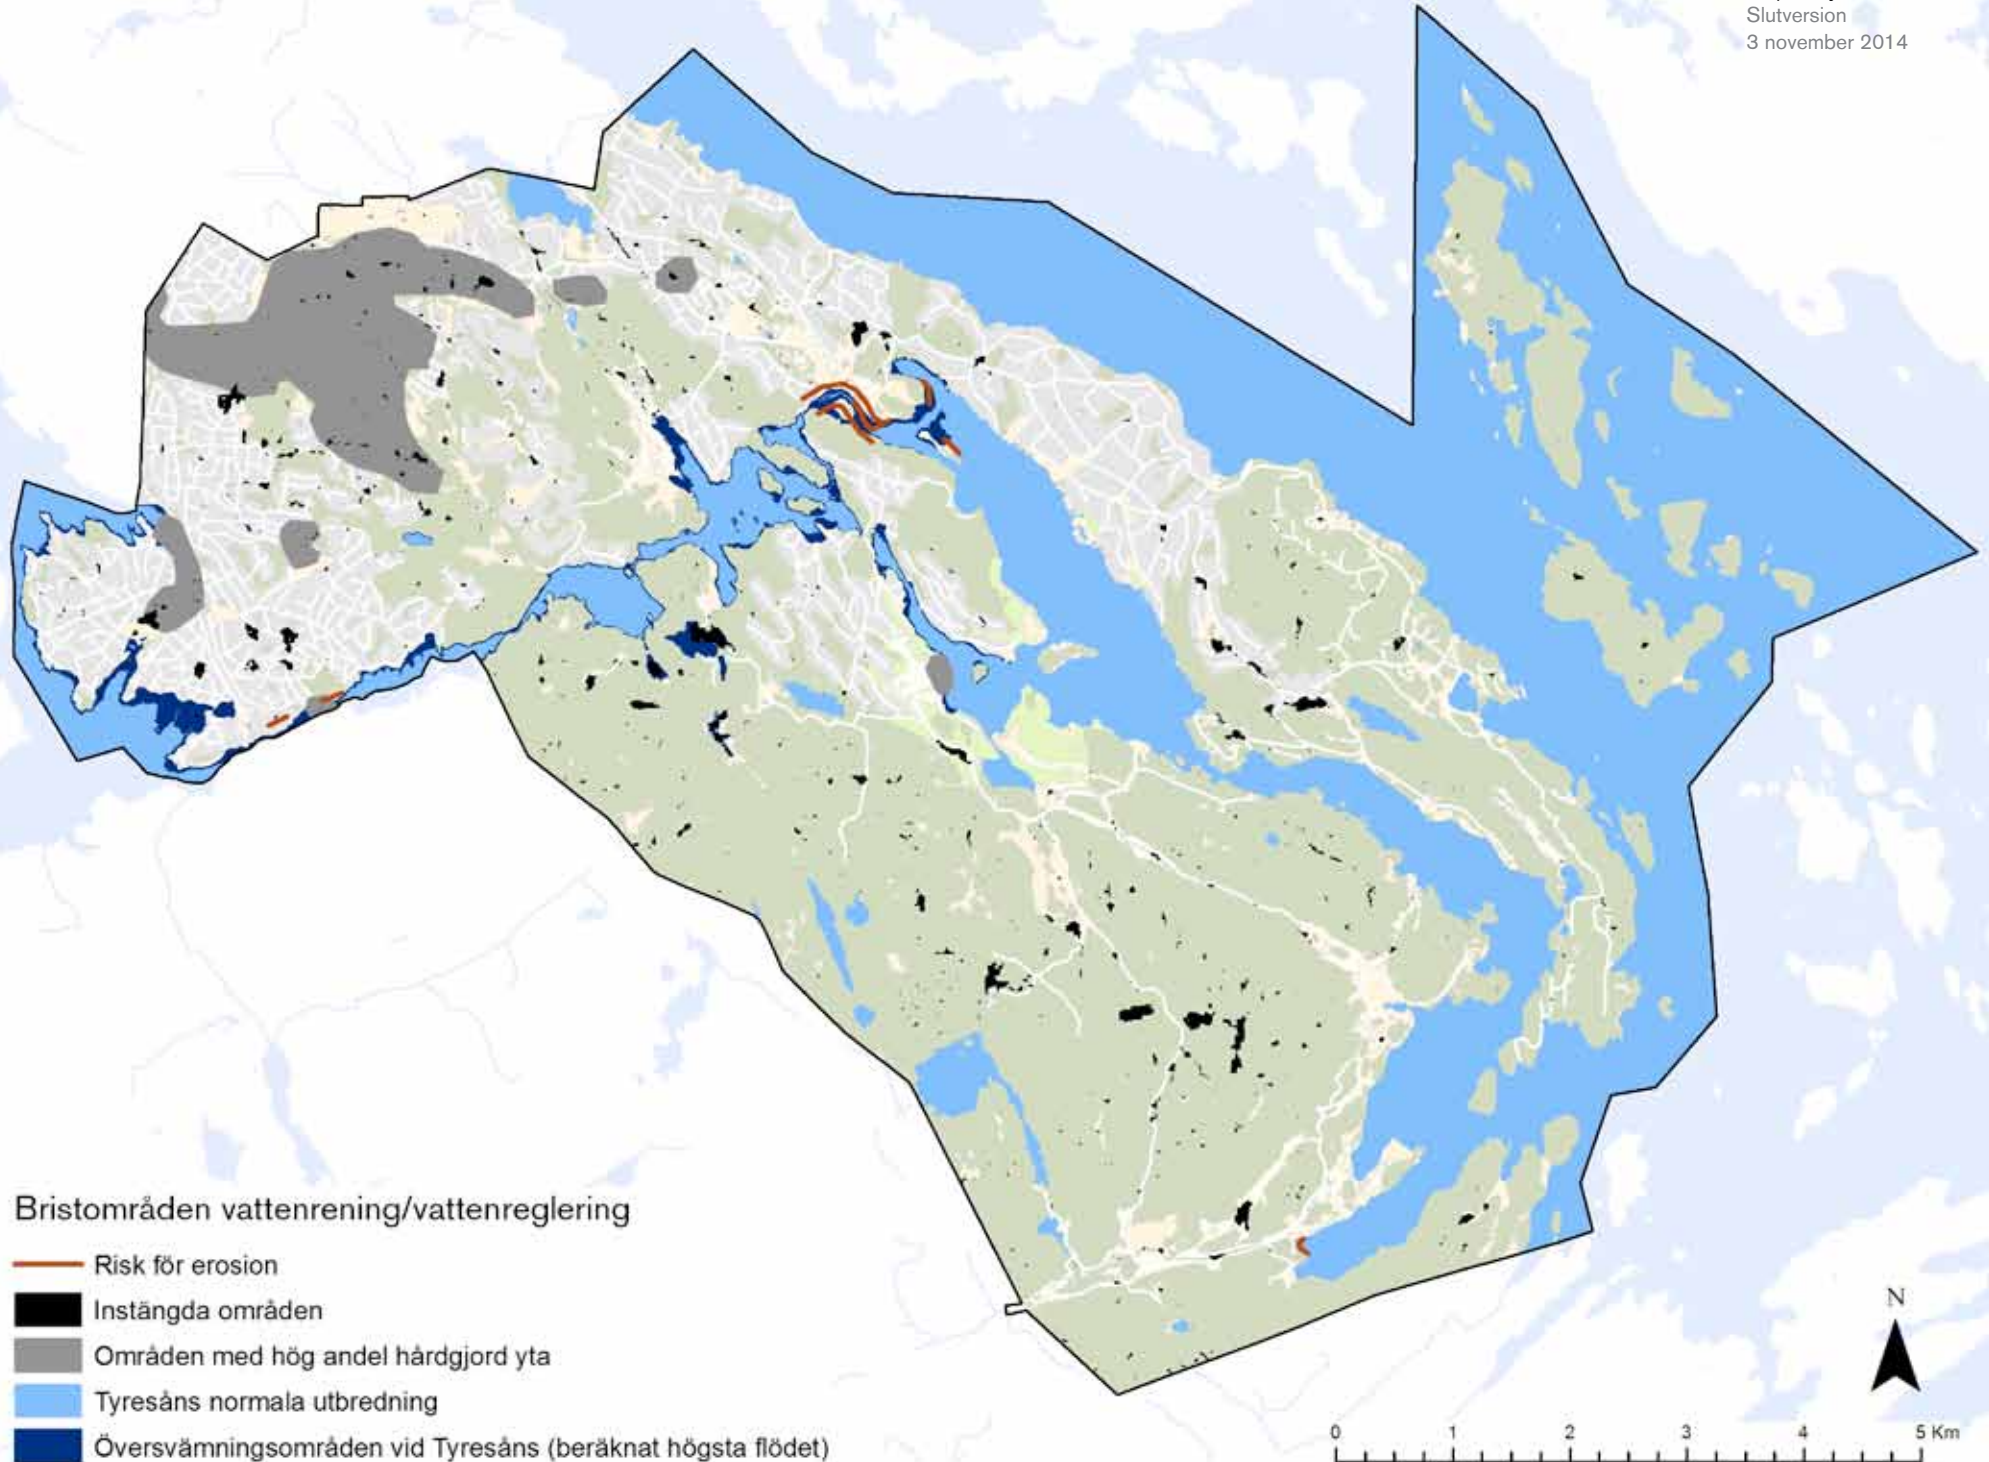 Slutversion
3 november 2014
Bristområden vattenrening/vattenreglering
Risk för erosion
Instängda områden
Områden med hög andel hårdgjord yta
Tyresåns normala utbredning
Översvämningsområden vid Tyresåns (beräknat högsta flödet)
N
0 1 2 3 4 5 Km